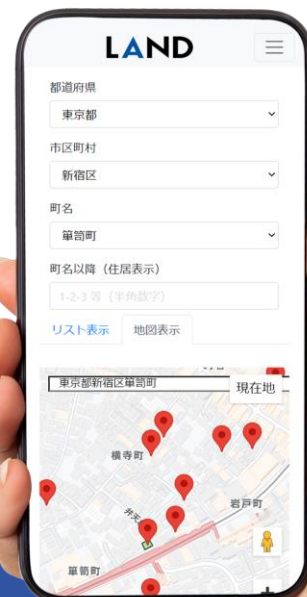 LAND
都道府県
東京都
市区町村
新宿区
町名
箪笥町
町名以降（住居表示）
1-2-3 等（半角数字）
リスト表示
地図表示
東京都新宿区箪笥町
現在地
横寺町
岩戸町
箪笥町
+